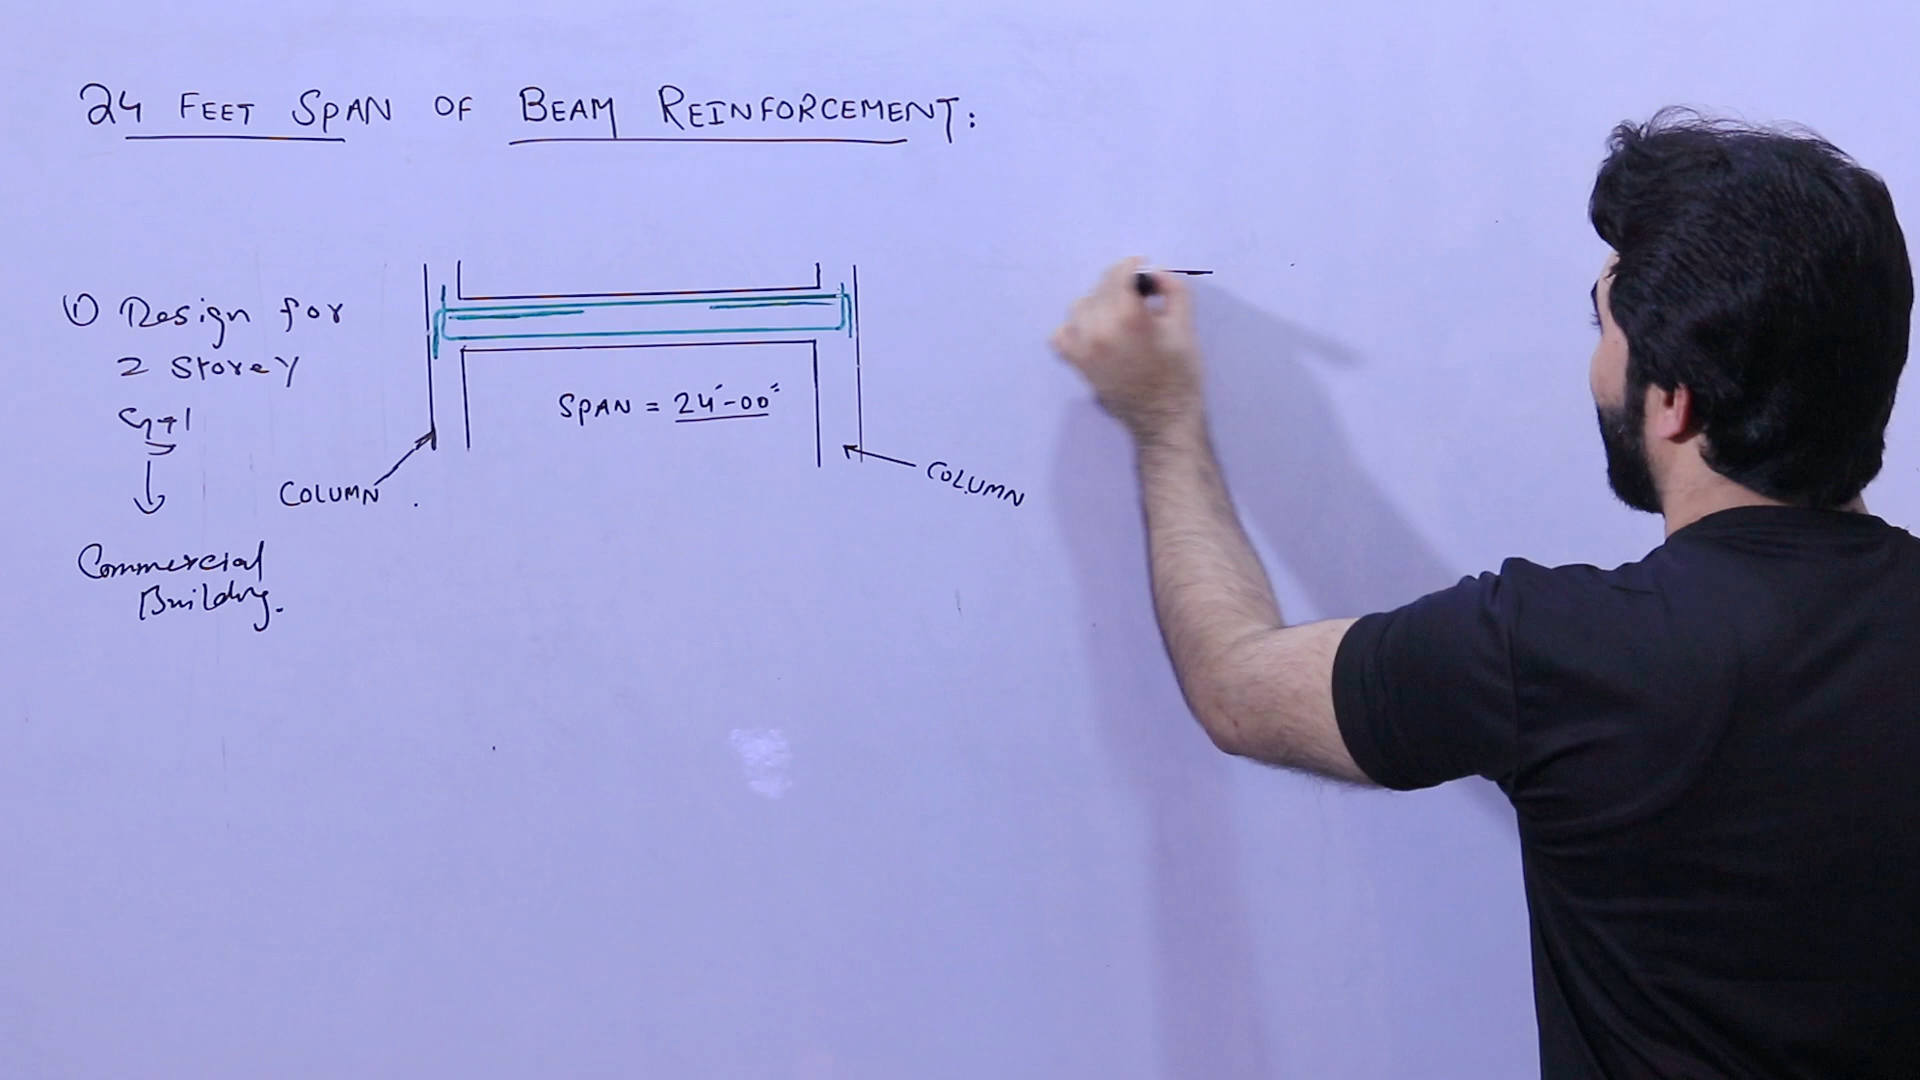 24 FEET SPAN OF BEAM REINFORCEMENT:
① Design for
2 Storey
G+1
Commercial
Building.
SPAN = 24'-00"
COLUMN
COLUMN